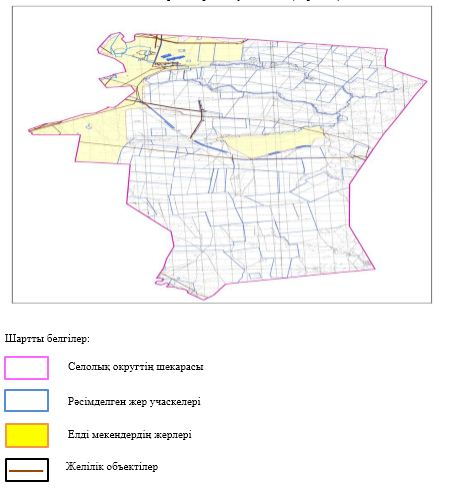 Шартты белгілер:
Селолық округтің шекарасы
Рәсімделген жер учаскелері
Елді мекендердің жерлері
Желілік объектілер